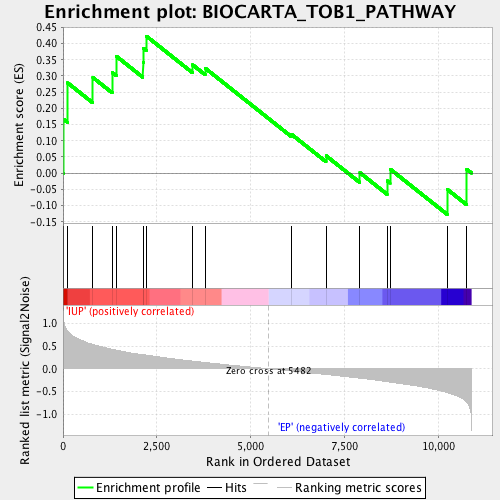 Enrichment plot: BIOCARTA_TOB1_PATHWAY
Enrichment score (ES)
0.45
0.40
0.35
0.30
0.25
0.20
0.15
0.10
0.05
0.00
-0.05
-0.10
-0.15
'IUP' (positively correlated)
Ranked list metric (Signal2Noise)
1.0
0.5
0.0
-0.5
-1.0
Zero cross at 5482
'EP' (negatively correlated)
0 2,500 5,000 7,500 10,000
Rank in Ordered Dataset
Enrichment profile Hits Ranking metric scores